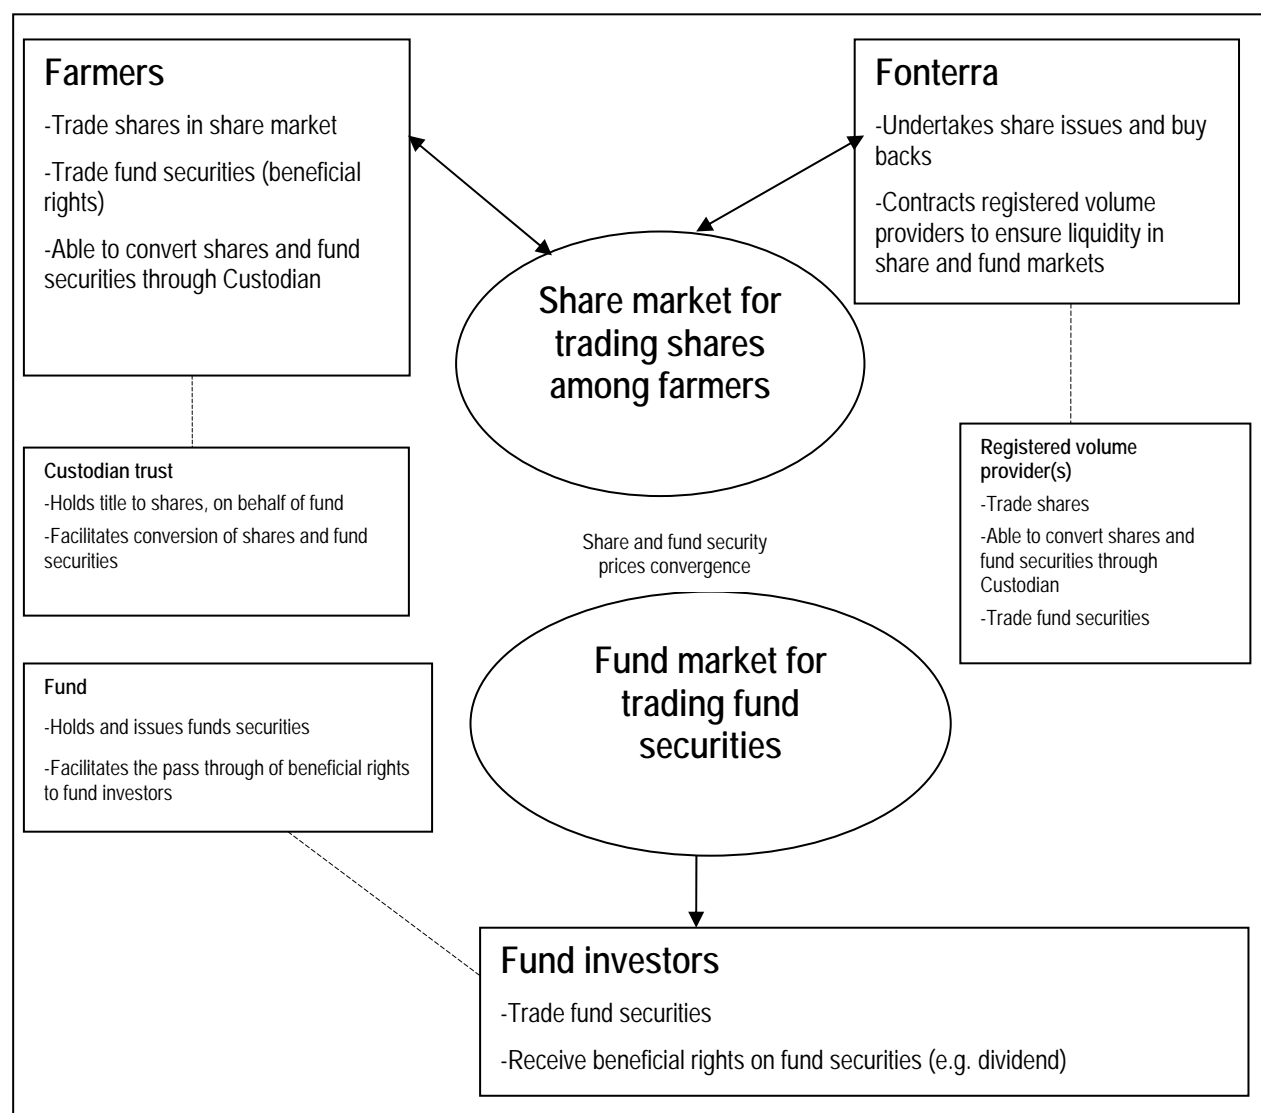 Farmers
-Trade shares in share market
-Trade fund securities (beneficial
rights)
-Able to convert shares and fund
securities through Custodian
Fonterra
-Undertakes share issues and buy
backs
-Contracts registered volume
providers to ensure liquidity in
share and fund markets
Share market for
trading shares
among farmers
Custodian trust
-Holds title to shares, on behalf of fund
-Facilitates conversion of shares and fund
securities
Registered volume
provider(s)
-Trade shares
-Able to convert shares and
fund securities through
Custodian
-Trade fund securities
Share and fund security
prices convergence
Fund market for
trading fund
securities
Fund
-Holds and issues funds securities
-Facilitates the pass through of beneficial rights
to fund investors
Fund investors
-Trade fund securities
-Receive beneficial rights on fund securities (e.g. dividend)